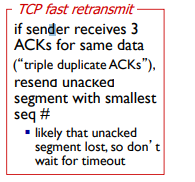 TCP fast retransmit
if sender receives 3
ACKs for same data
(“triple duplicate ACKs”),
resend unacked
segment with smallest
seq #
▪ likely that unacked
segment lost, so don’t
wait for timeout